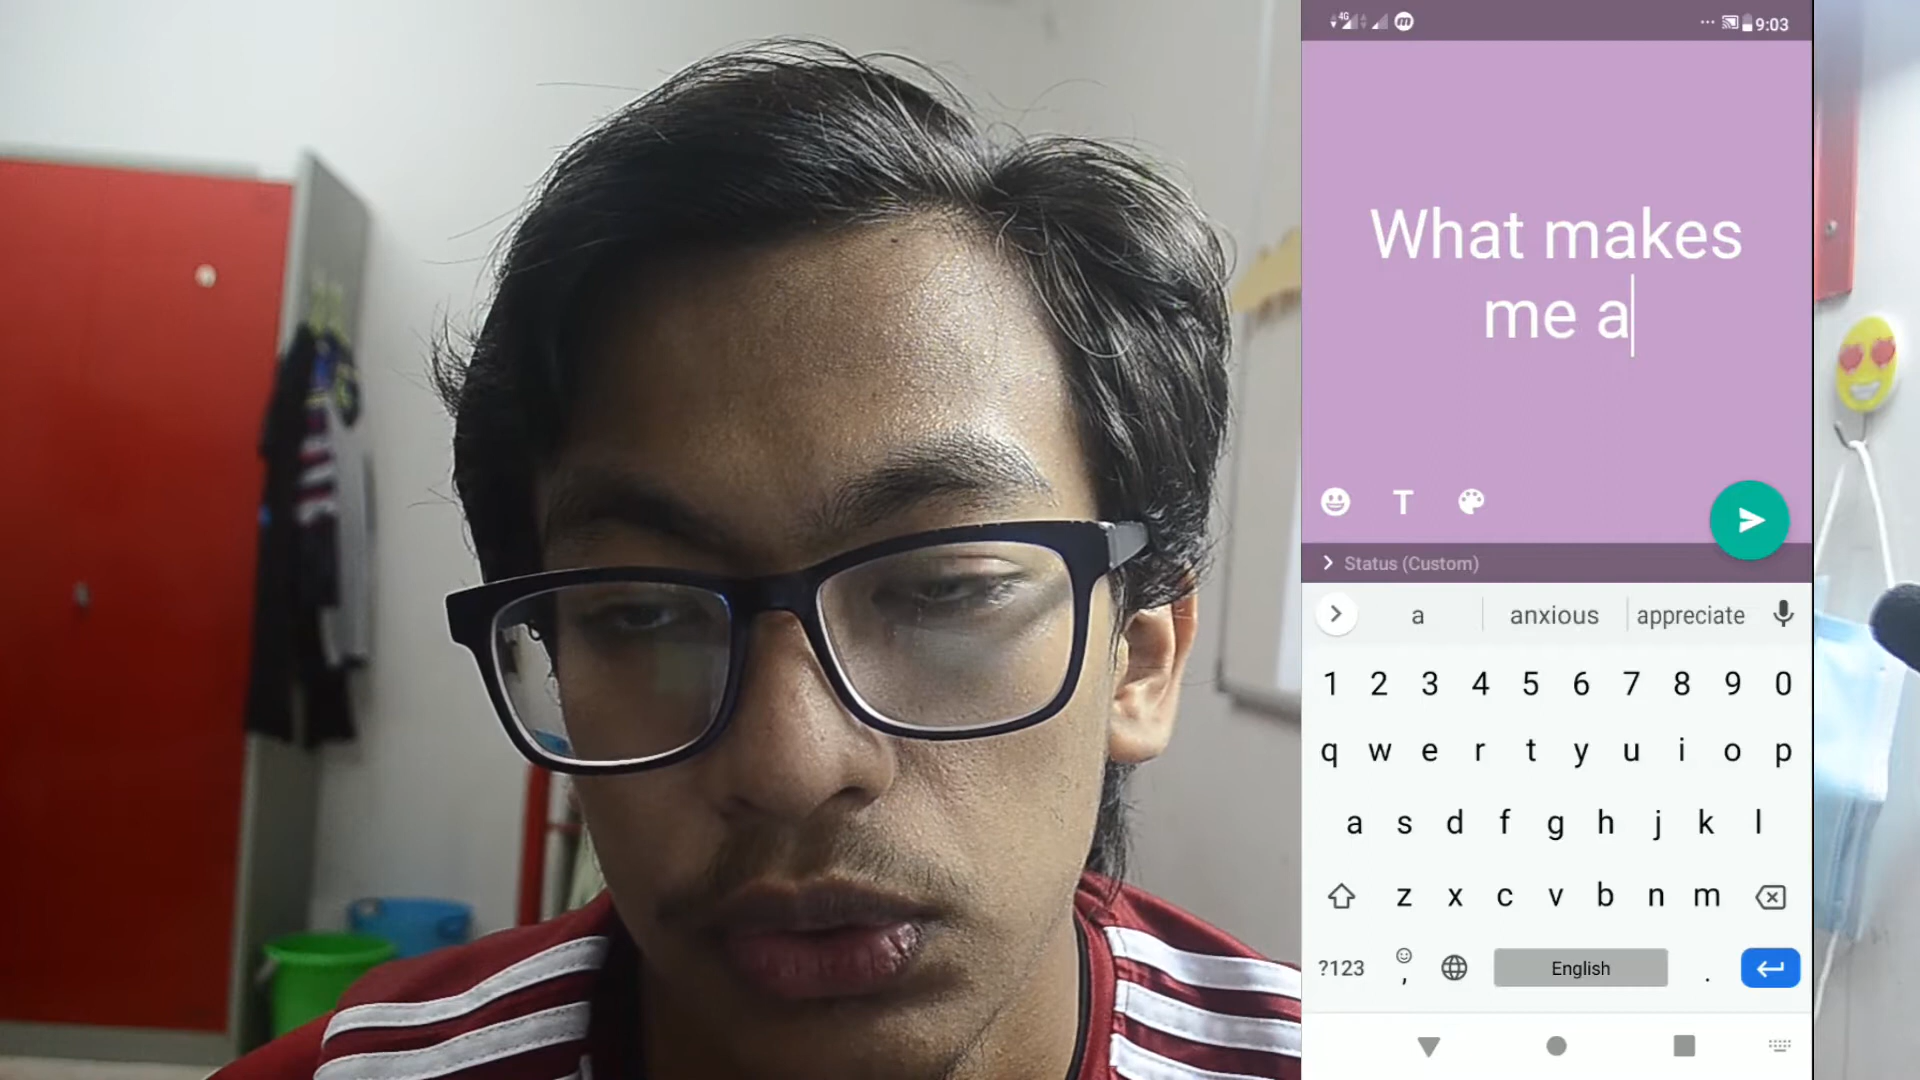 4G
9:03
What makes
me a
T
Status (Custom)
a anxious appreciate
1 2 3 4 5 6 7 8 9 0
q w e r t y u i o p
a s d f g h j k l
z x c v b n m
?123 , English .